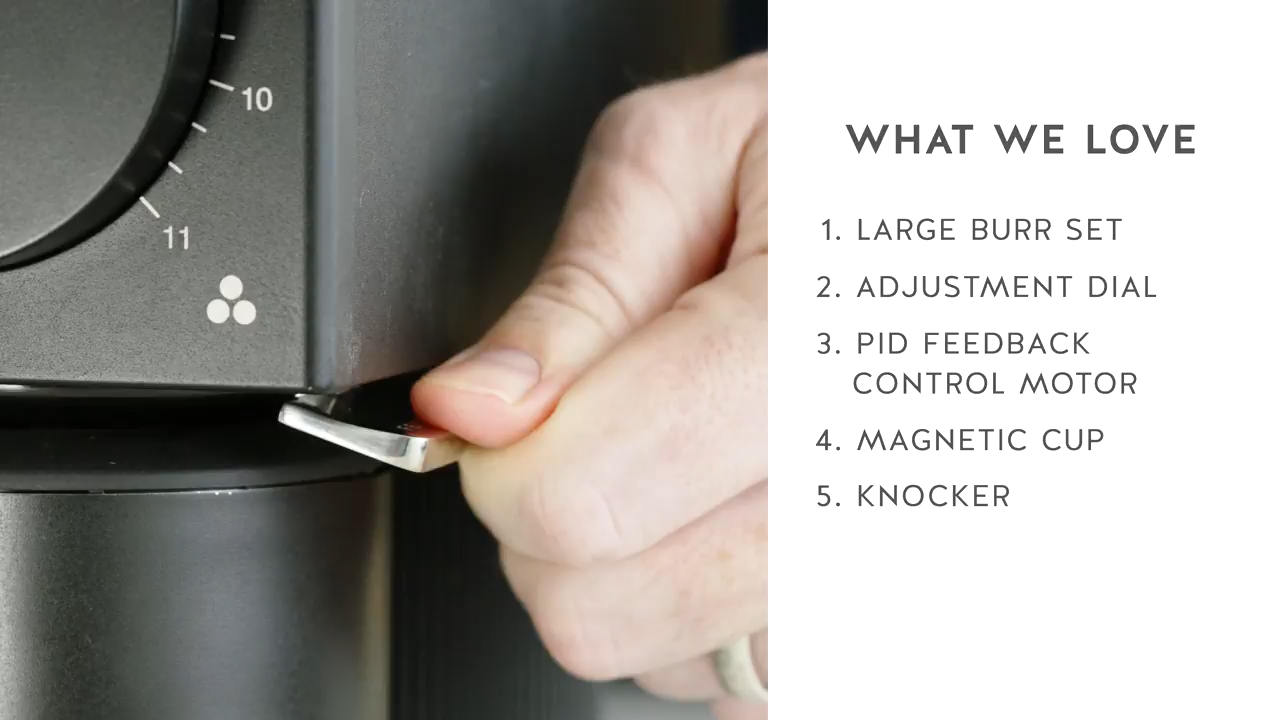 10
11
WHAT WE LOVE
1. LARGE BURR SET
2. ADJUSTMENT DIAL
3. PID FEEDBACK
CONTROL MOTOR
4. MAGNETIC CUP
5. KNOCKER